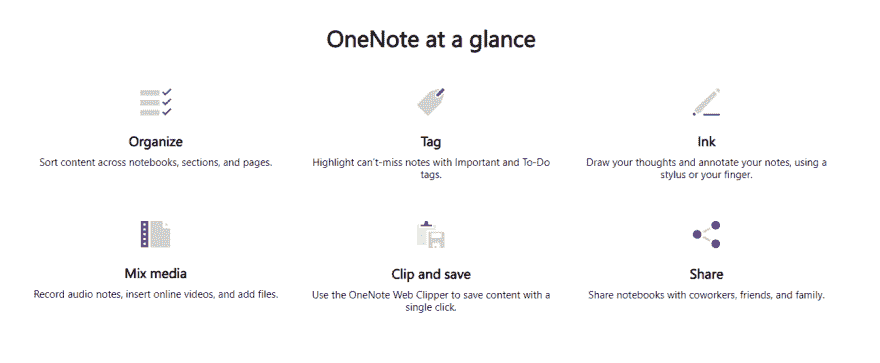 OneNote at a glance
Organize
Sort content across notebooks, sections, and pages.
Tag
Highlight can't-miss notes with Important and To-Do
tags.
Ink
Draw your thoughts and annotate your notes, using a
stylus or your finger.
Mix media
Record audio notes, insert online videos, and add files.
Clip and save
Use the OneNote Web Clipper to save content with a
single click.
Share
Share notebooks with coworkers, friends, and family.